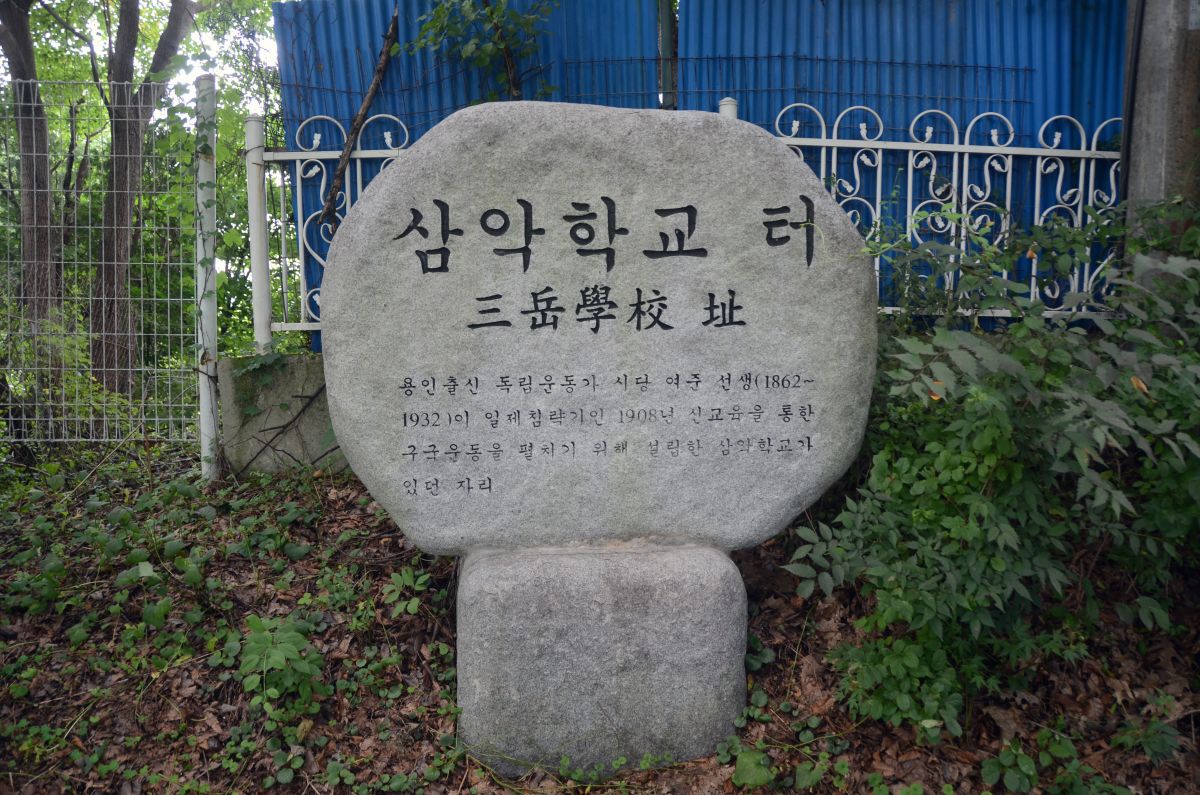 삼악학교 터
三岳學校 址
용인출신 독립운동가 시당 여준 선생(1862~
1932)이 일제침략기인 1908년 신교육을 통한
구국운동을 펼치기 위해 설립한 삼악학교가
있던 자리